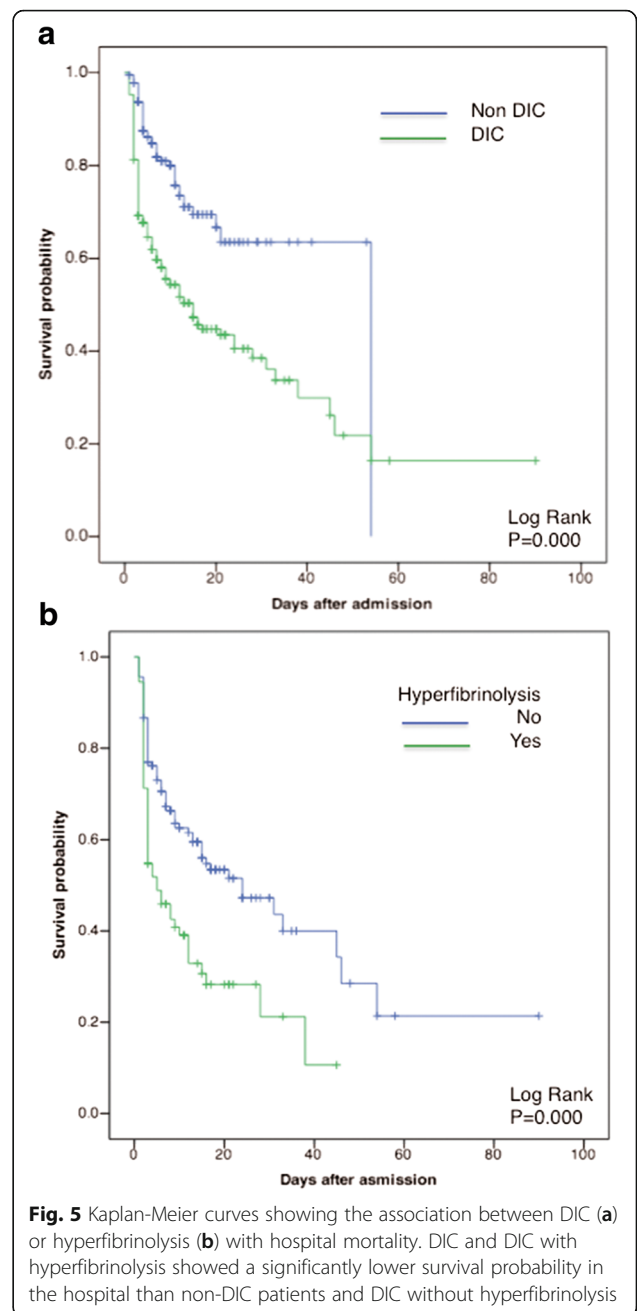 a
1.0
0.8
0.6
0.4
0.2
0.0
Survival probability
Non DIC
DIC
Log Rank
P=0.000
0 20 40 60 80 100
Days after admission
b
1.0
0.8
0.6
0.4
0.2
0.0
Survival probability
Hyperfibrinolysis
No
Yes
Log Rank
P=0.000
0 20 40 60 80 100
Days after asmission
Fig. 5 Kaplan-Meier curves showing the association between DIC (a)
or hyperfibrinolysis (b) with hospital mortality. DIC and DIC with
hyperfibrinolysis showed a significantly lower survival probability in
the hospital than non-DIC patients and DIC without hyperfibrinolysis